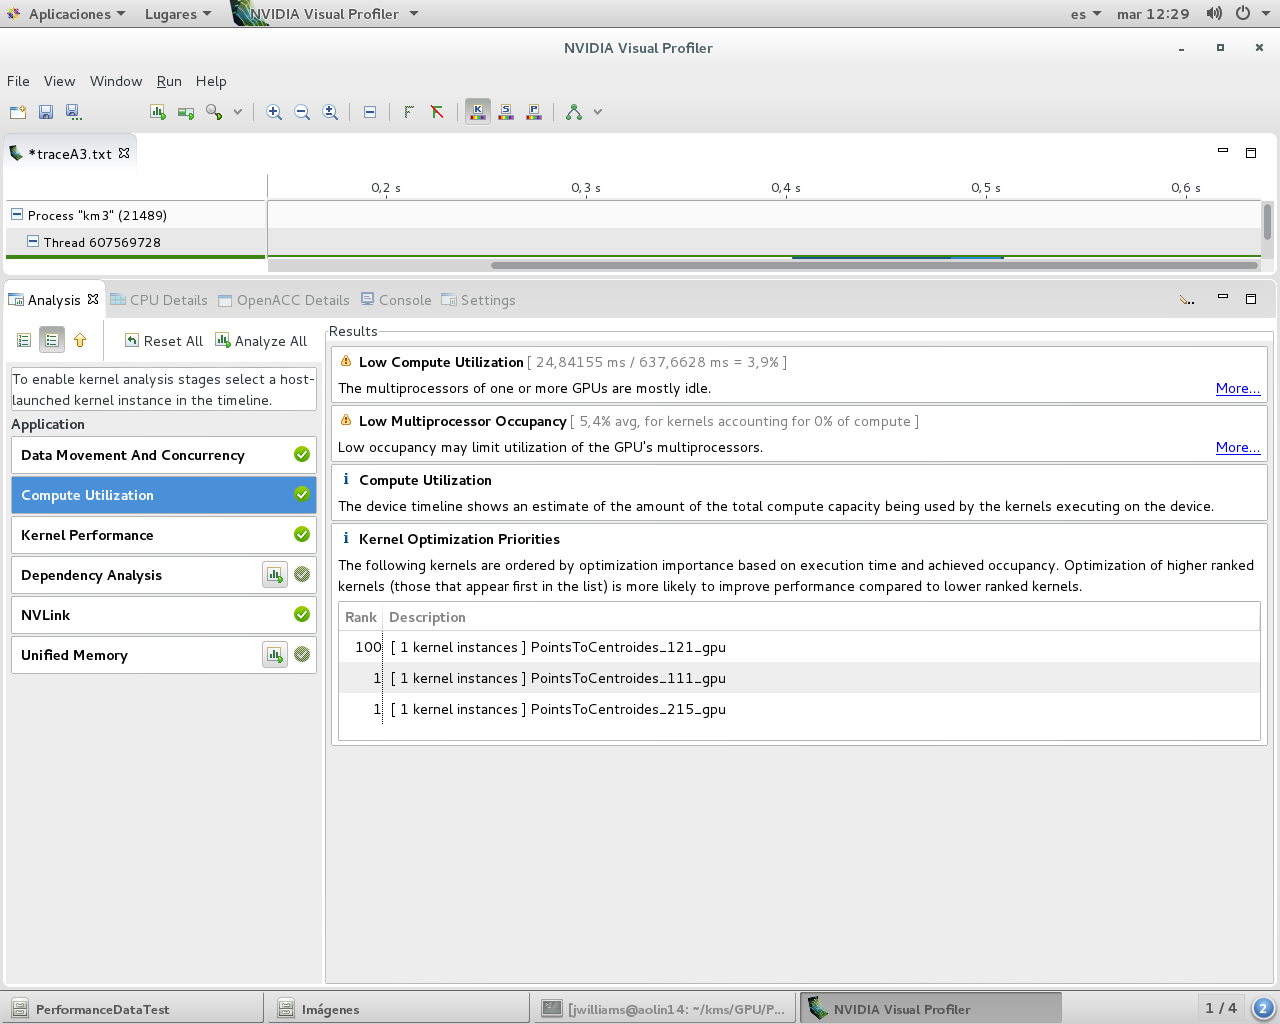 Aplicaciones Lugares NVIDIA Visual Profiler es mar 12:29
NVIDIA Visual Profiler
File View Window Run Help
*traceA3.txt
0,2 s 0,3 s 0,4 s 0,5 s 0,6 s
Process "km3" (21489)
Thread 607569728
Analysis CPU Details OpenACC Details Console Settings
Reset All Analyze All
To enable kernel analysis stages select a host-
launched kernel instance in the timeline.
Application
Data Movement And Concurrency
Compute Utilization
Kernel Performance
Dependency Analysis
NVLink
Unified Memory
Results
Low Compute Utilization [ 24,84155 ms / 637,6628 ms = 3,9% ]
The multiprocessors of one or more GPUs are mostly idle. More...
Low Multiprocessor Occupancy [ 5,4% avg, for kernels accounting for 0% of compute ]
Low occupancy may limit utilization of the GPU's multiprocessors. More...
Compute Utilization
The device timeline shows an estimate of the amount of the total compute capacity being used by the kernels executing on the device.
Kernel Optimization Priorities
The following kernels are ordered by optimization importance based on execution time and achieved occupancy. Optimization of higher ranked
kernels (those that appear first in the list) is more likely to improve performance compared to lower ranked kernels.
Rank Description
100 [ 1 kernel instances ] PointsToCentroides_121_gpu
1 [ 1 kernel instances ] PointsToCentroides_111_gpu
1 [ 1 kernel instances ] PointsToCentroides_215_gpu
PerformanceDataTest Imágenes [jwilliams@aolin14: ~/kms/GPU/P... NVIDIA Visual Profiler 1 / 4 2